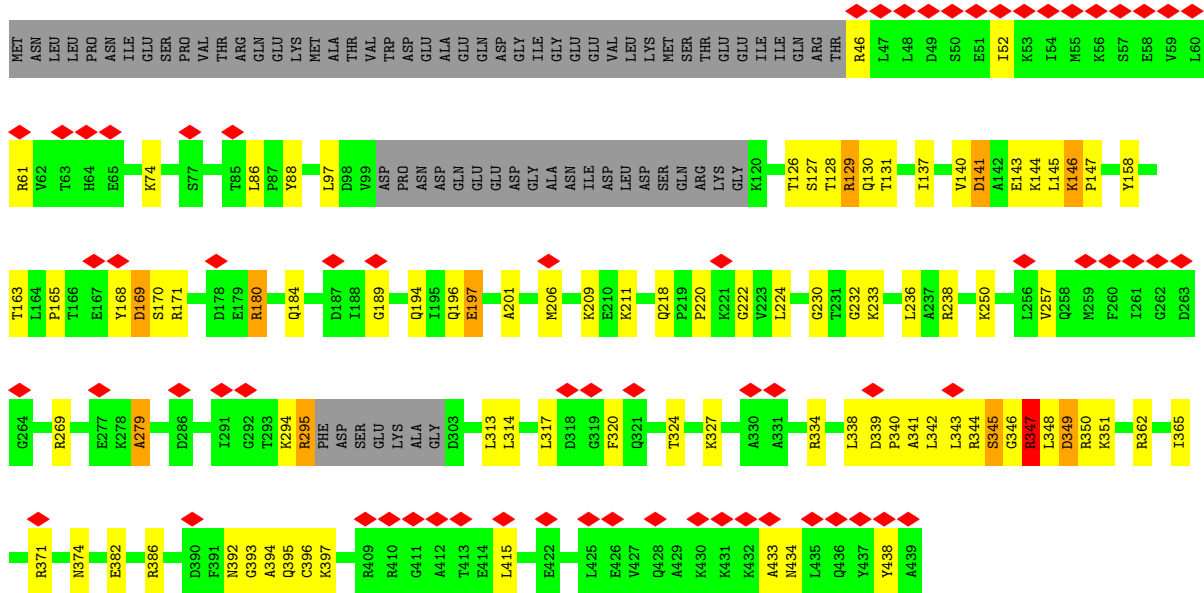 MET ASN LEU LEU PRO ASN ILE GLU SER PRO VAL THR ARG GLN GLU LYS MET ALA THR VAL TRP ASP GLU ALA GLU GLN ASP GLY ILE GLY GLU GLU VAL LEU LYS MET SER THR GLU GLU ILE ILE GLN ARG THR R46 L47 L48 D49 S50 E51 I52 K53 I54 M55 K56 S57 E58 V59 L60
R61 V62 T63 H64 E65 K74 S77 T85 L86 P87 Y88 L97 D98 V99 ASP PRO ASN ASP GLN GLU GLU ASP GLY ALA ASN ILE ASP LEU ASP SER GLN ARG LYS GLY K120 T126 S127 T128 R129 Q130 T131 I137 V140 D141 A142 E143 K144 L145 K146 P147 Y158
T163 L164 P165 T166 E167 Y168 D169 S170 R171 D178 E179 R180 Q184 D187 I188 G189 Q194 I195 Q196 E197 A201 M206 K209 E210 K211 Q218 P219 P220 K221 G222 V223 L224 G230 T231 G232 K233 L236 A237 R238 K250 L256 V257 Q258 M259 F260 I261 G262 D263
G264 R269 E277 K278 A279 D286 I291 G292 T293 K294 R295 PHE ASP SER GLU LYS ALA GLY D303 L313 L314 L317 D318 G319 F320 Q321 T324 K327 A330 A331 R334 L338 D339 P340 A341 L342 L343 R344 S345 G346 R347 L348 D349 R350 K351 R362 I365
R371 N374 E382 R386 D390 F391 N392 G393 A394 Q395 C396 K397 R409 R410 G411 A412 T413 E414 L415 E422 L425 E426 V427 Q428 A429 K430 K431 K432 A433 N434 L435 Q436 Y437 Y438 A439